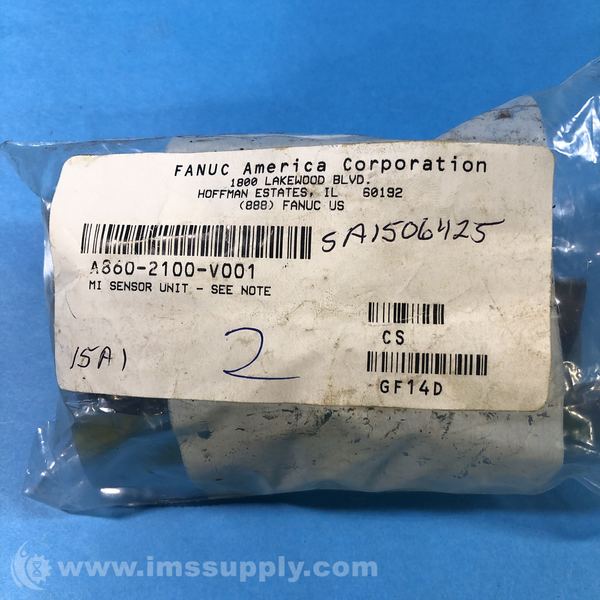 FANUC America Corporation
1800 LAKEWOOD BLVD.
HOFFMAN ESTATES, IL 60192
(888) FANUC US
SA1506425
A860-2100-V001
MI SENSOR UNIT - SEE NOTE
CS
15A1
2
GF14D
www.imssupply.com